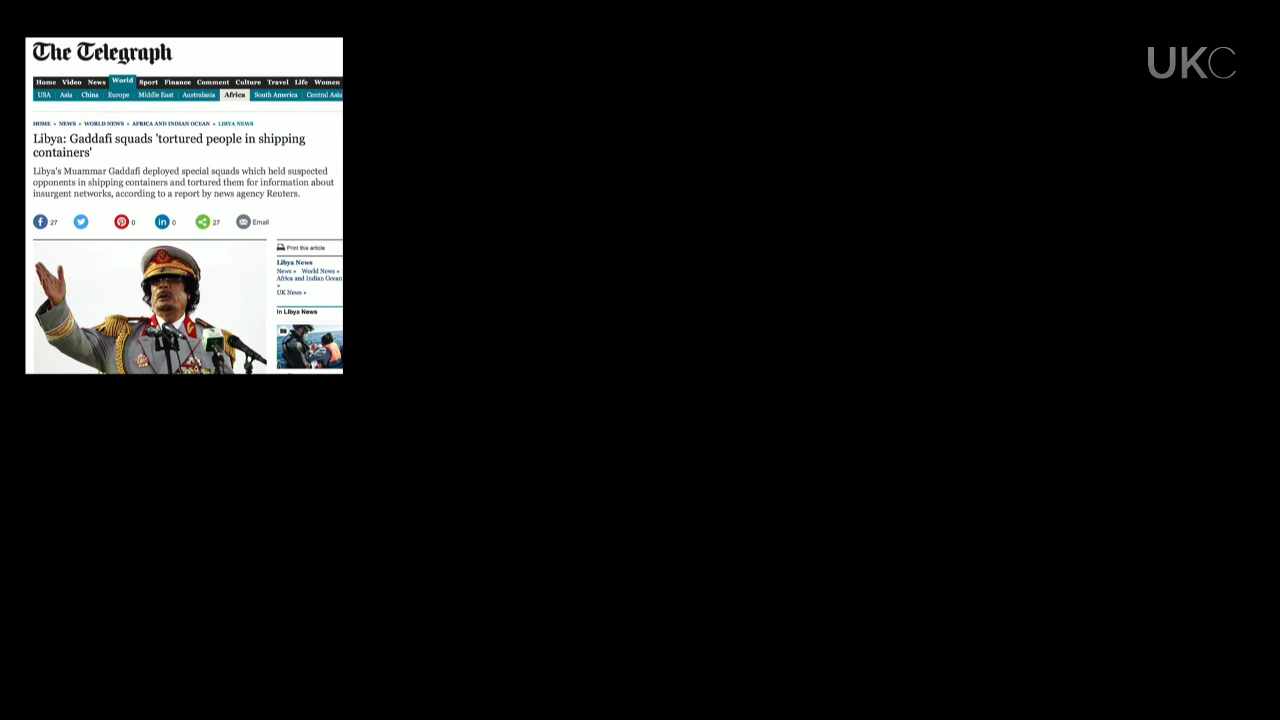 The Telegraph
UKC
Home Video News World Sport Finance Comment Culture Travel Life Women
USA Asia China Europe Middle East Australasia Africa South America Central Asia
HOME » NEWS » WORLD NEWS » AFRICA AND INDIAN OCEAN » LIBYA NEWS
Libya: Gaddafi squads 'tortured people in shipping
containers'
Libya's Muammar Gaddafi deployed special squads which held suspected
opponents in shipping containers and tortured them for information about
insurgent networks, according to a report by news agency Reuters.
27 0 0 27 Email
Print this article
Libya News
News » World News »
Africa and Indian Ocean
»
UK News »
In Libya News